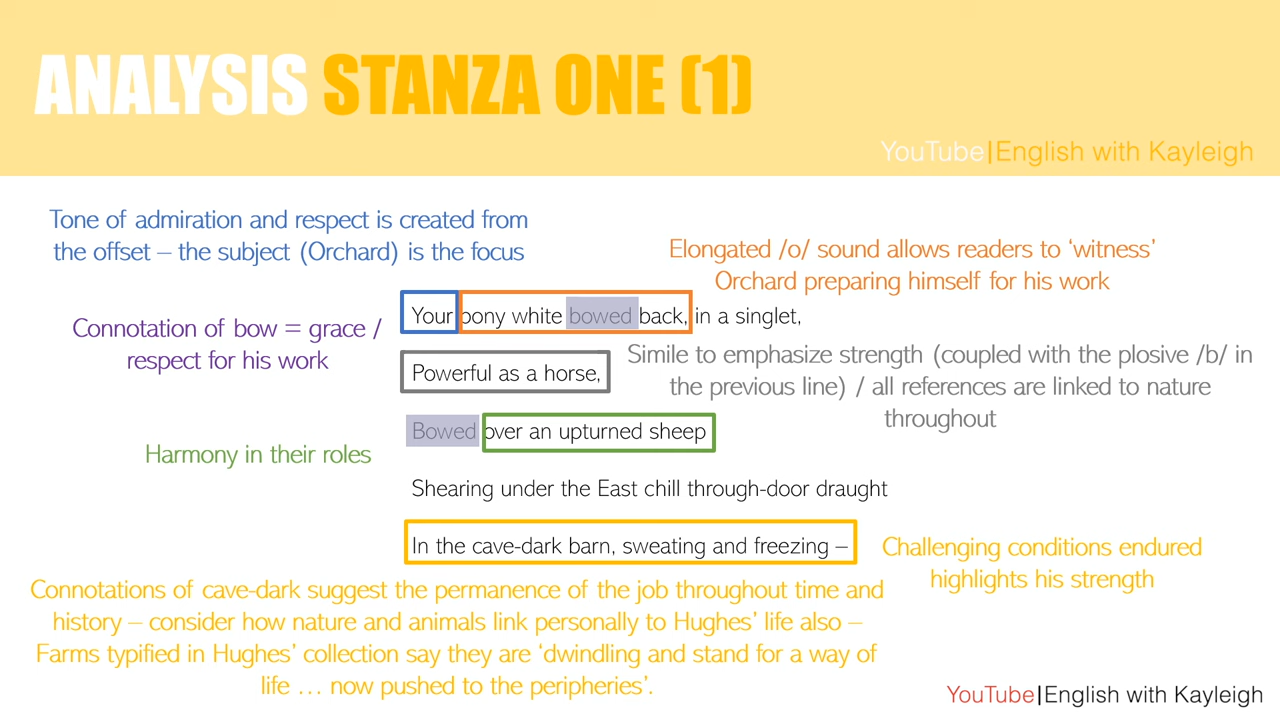 ANALYSIS STANZA ONE (1)
YouTube|English with Kayleigh
Tone of admiration and respect is created from
the offset – the subject (Orchard) is the focus
Elongated /o/ sound allows readers to ‘witness’
Orchard preparing himself for his work
Your pony white bowed back, in a singlet,
Connotation of bow = grace /
respect for his work
Powerful as a horse,
Simile to emphasize strength (coupled with the plosive /b/ in
the previous line) / all references are linked to nature
throughout
Bowed over an upturned sheep
Harmony in their roles
Shearing under the East chill through-door draught
In the cave-dark barn, sweating and freezing –
Challenging conditions endured
highlights his strength
Connotations of cave-dark suggest the permanence of the job throughout time and
history – consider how nature and animals link personally to Hughes’ life also –
Farms typified in Hughes’ collection say they are ‘dwindling and stand for a way of
life … now pushed to the peripheries’.
YouTube|English with Kayleigh